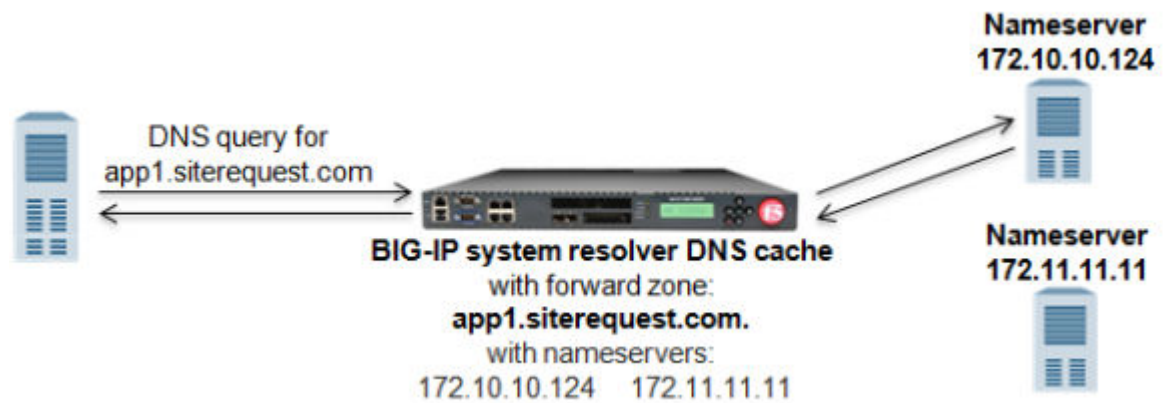 Nameserver
172.10.10.124
DNS query for
app1.siterequest.com
f5
BIG-IP system resolver DNS cache
with forward zone:
app1.siterequest.com.
with nameservers:
172.10.10.124 172.11.11.11
Nameserver
172.11.11.11